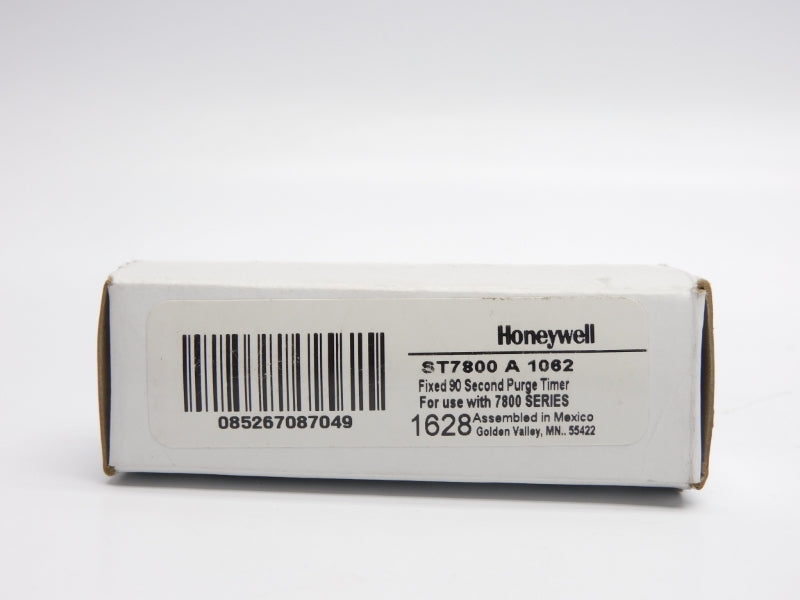 Honeywell
ST7800 A 1062
Fixed 90 Second Purge Timer
For use with 7800 SERIES
1628 Assembled in Mexico
Golden Valley, MN.. 55422
085267087049